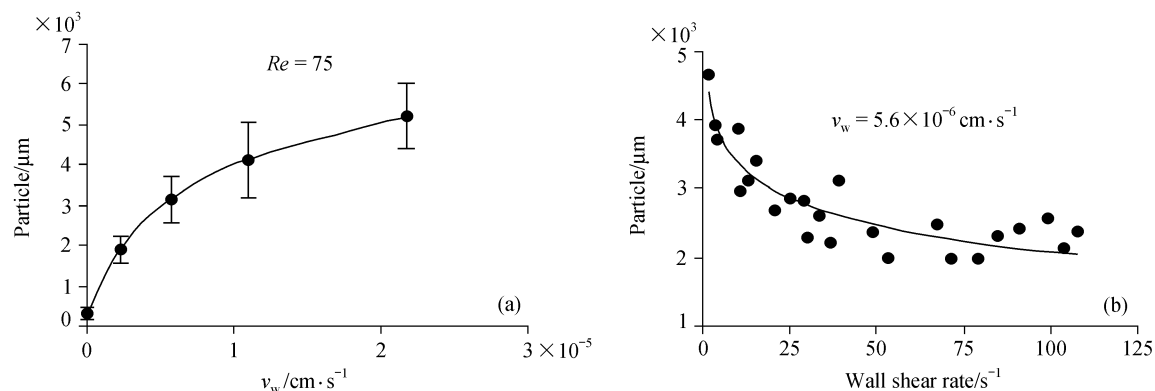 ×10³
7
6
5
4
3
2
1
0
Particle/μm
Re = 75
(a)
0 1 2 3 ×10⁻⁵
v_w/cm·s⁻¹
×10³
5
4
3
2
1
Particle/μm
v_w = 5.6×10⁻⁶ cm·s⁻¹
(b)
0 25 50 75 100 125
Wall shear rate/s⁻¹